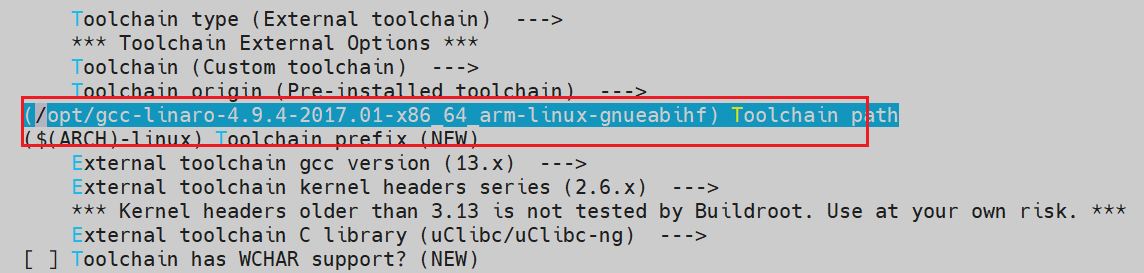 Toolchain type (External toolchain)  --->
*** Toolchain External Options ***
Toolchain (Custom toolchain)  --->
Toolchain origin (Pre-installed toolchain)  --->
(/opt/gcc-linaro-4.9.4-2017.01-x86_64_arm-linux-gnueabihf) Toolchain path
($(ARCH)-linux) Toolchain prefix (NEW)
External toolchain gcc version (13.x)  --->
External toolchain kernel headers series (2.6.x)  --->
*** Kernel headers older than 3.13 is not tested by Buildroot. Use at your own risk. ***
External toolchain C library (uClibc/uClibc-ng)  --->
[ ] Toolchain has WCHAR support? (NEW)